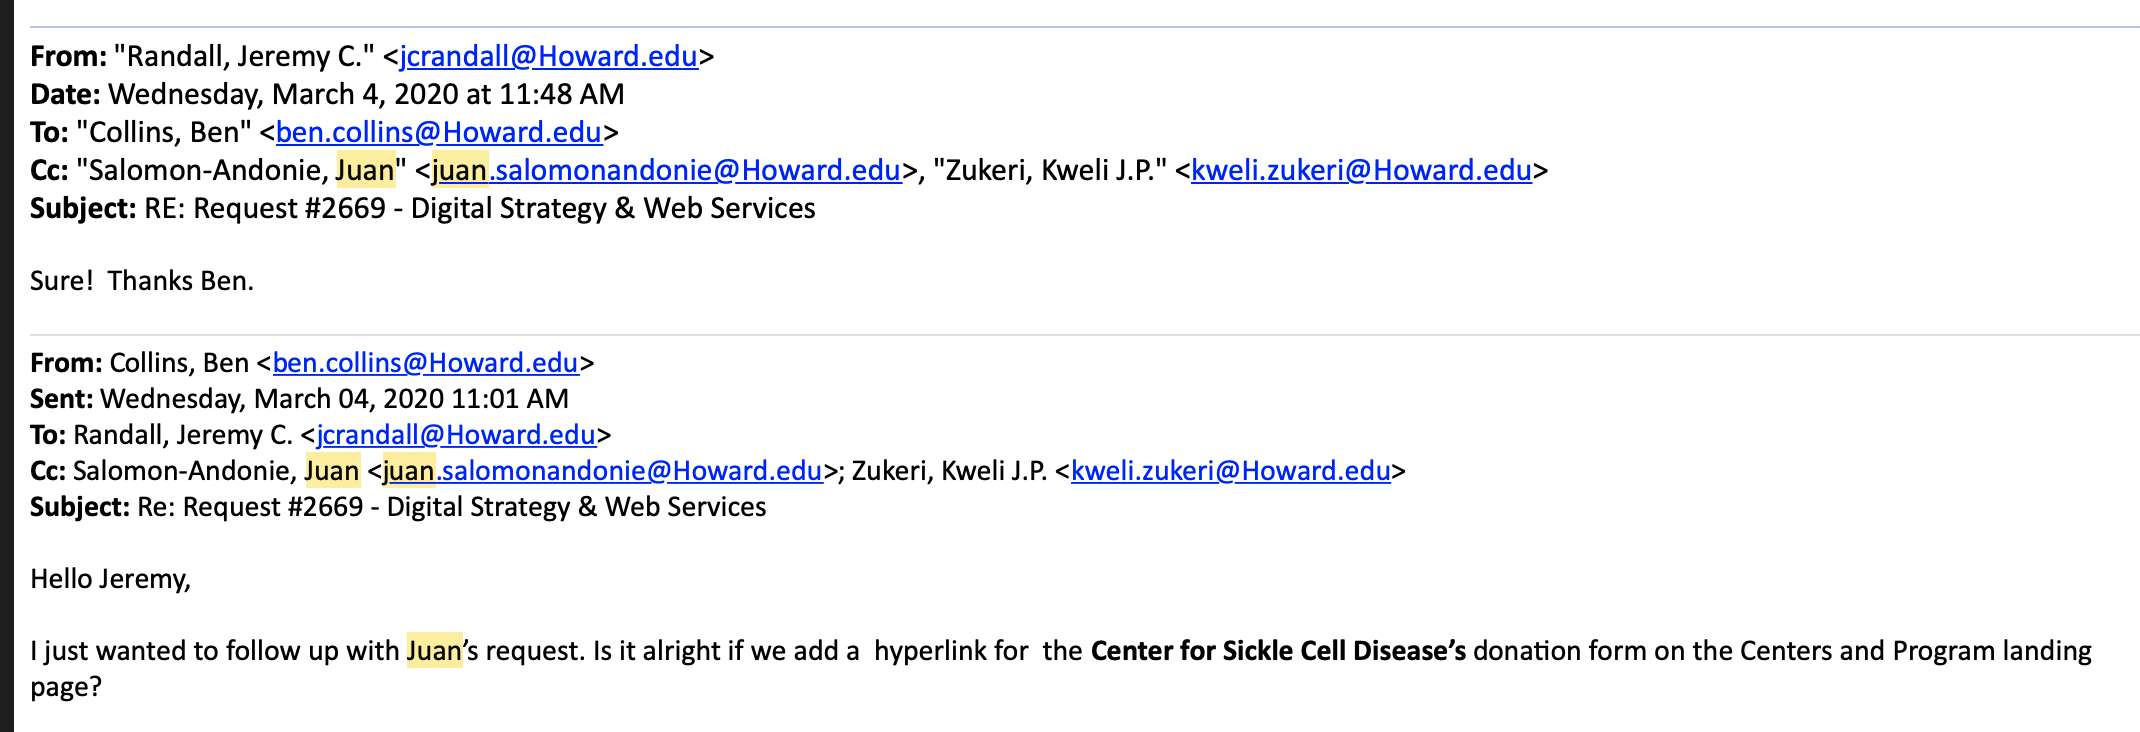 From: "Randall, Jeremy C." <jcrandall@Howard.edu>
Date: Wednesday, March 4, 2020 at 11:48 AM
To: "Collins, Ben" <ben.collins@Howard.edu>
Cc: "Salomon-Andonie, Juan" <juan.salomonandonie@Howard.edu>, "Zukeri, Kweli J.P." <kweli.zukeri@Howard.edu>
Subject: RE: Request #2669 - Digital Strategy & Web Services
Sure!  Thanks Ben.
From: Collins, Ben <ben.collins@Howard.edu>
Sent: Wednesday, March 04, 2020 11:01 AM
To: Randall, Jeremy C. <jcrandall@Howard.edu>
Cc: Salomon-Andonie, Juan <juan.salomonandonie@Howard.edu>; Zukeri, Kweli J.P. <kweli.zukeri@Howard.edu>
Subject: Re: Request #2669 - Digital Strategy & Web Services
Hello Jeremy,
I just wanted to follow up with Juan’s request. Is it alright if we add a  hyperlink for  the Center for Sickle Cell Disease’s donation form on the Centers and Program landing
page?